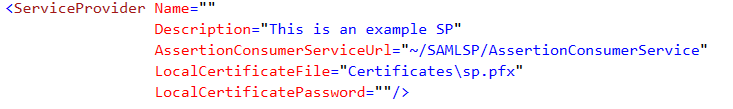 <ServiceProvider Name=""
Description="This is an example SP"
AssertionConsumerServiceUrl="~/SAMLSP/AssertionConsumerService"
LocalCertificateFile="Certificates\sp.pfx"
LocalCertificatePassword=""/>